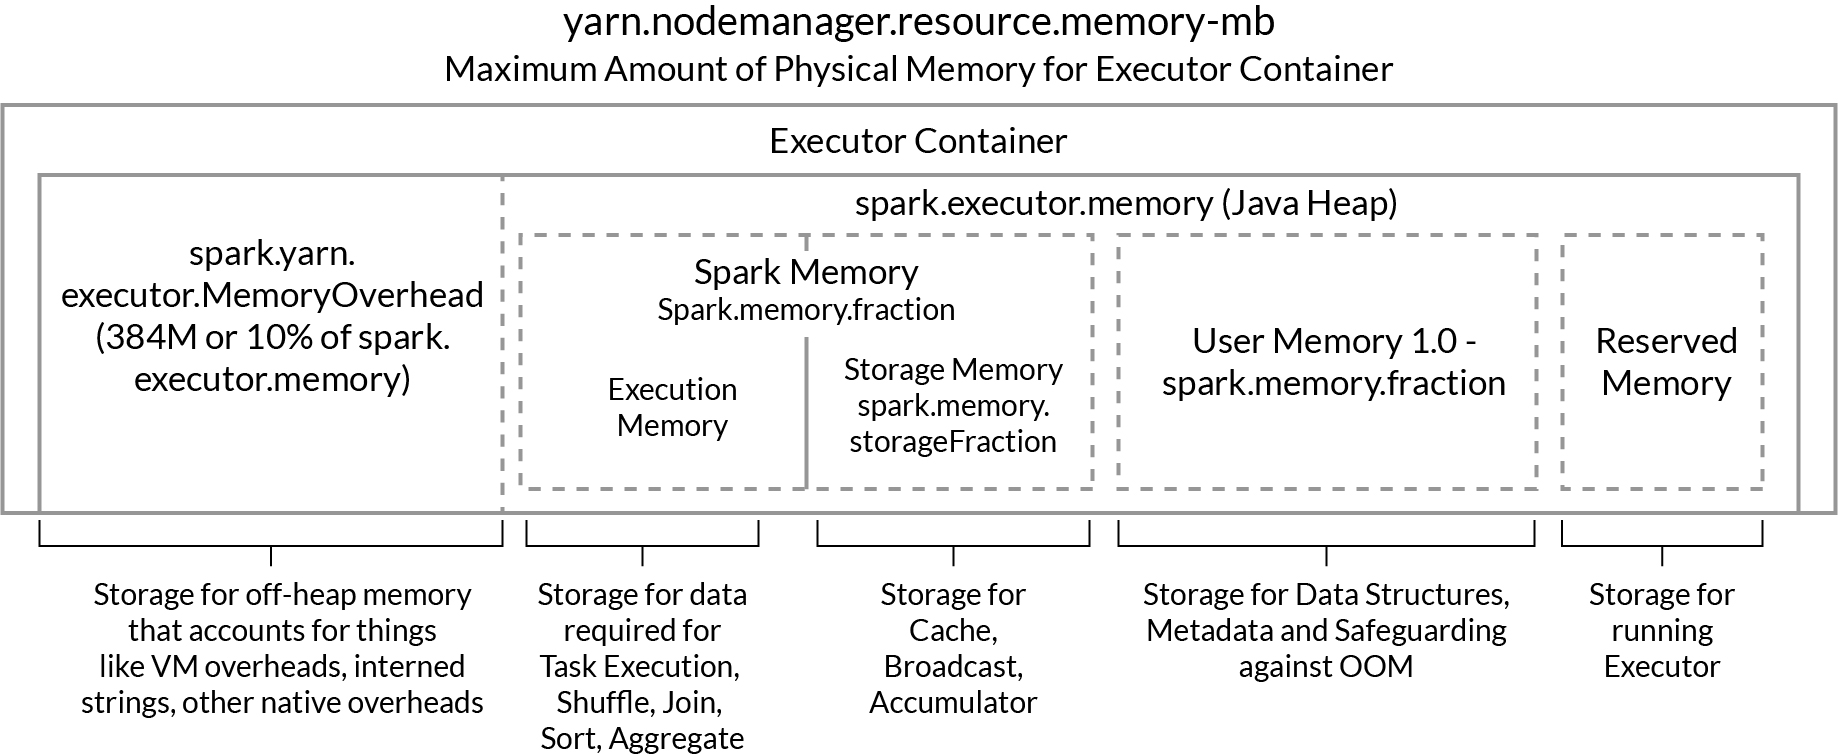 yarn.nodemanager.resource.memory-mb
Maximum Amount of Physical Memory for Executor Container
Executor Container
spark.executor.memory (Java Heap)
spark.yarn.
executor.MemoryOverhead
(384M or 10% of spark.
executor.memory)
Spark Memory
Spark.memory.fraction
Execution
Memory
Storage Memory
spark.memory.
storageFraction
User Memory 1.0 -
spark.memory.fraction
Reserved
Memory
Storage for off-heap memory
that accounts for things
like VM overheads, interned
strings, other native overheads
Storage for data
required for
Task Execution,
Shuffle, Join,
Sort, Aggregate
Storage for
Cache,
Broadcast,
Accumulator
Storage for Data Structures,
Metadata and Safeguarding
against OOM
Storage for
running
Executor